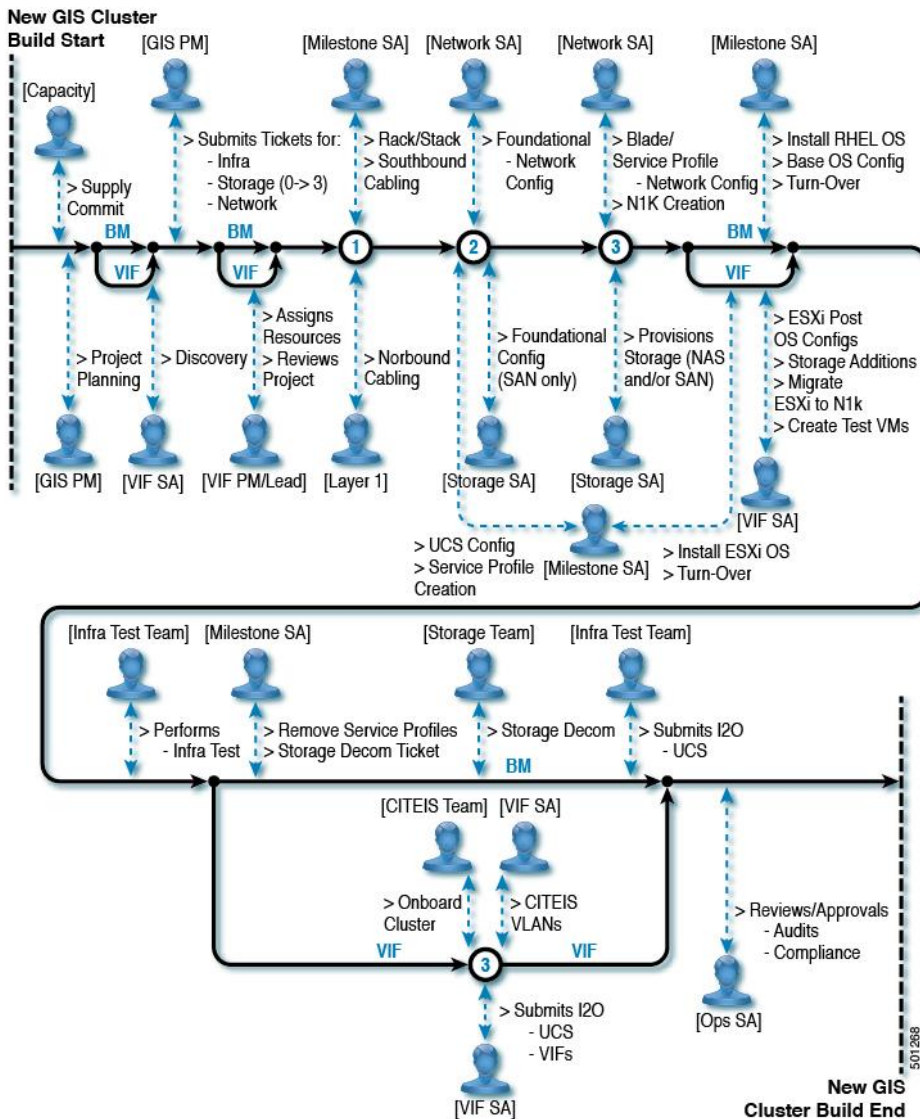 New GIS Cluster
Build Start
[Capacity]
> Supply
Commit
[GIS PM]
> Submits Tickets for:
- Infra
- Storage (0-> 3)
- Network
[Milestone SA]
> Rack/Stack
> Southbound
Cabling
[Network SA]
> Foundational
- Network
Config
[Network SA]
> Blade/
Service Profile
- Network Config
> N1K Creation
[Milestone SA]
> Install RHEL OS
> Base OS Config
> Turn-Over
BM
VIF
BM
VIF
1
2
3
BM
VIF
> Project
Planning
[GIS PM]
> Discovery
[VIF SA]
> Assigns
Resources
> Reviews
Project
[VIF PM/Lead]
> Norbound
Cabling
[Layer 1]
> Foundational
Config
(SAN only)
[Storage SA]
> Provisions
Storage (NAS
and/or SAN)
[Storage SA]
> ESXi Post
OS Configs
> Storage Additions
> Migrate
ESXi to N1k
> Create Test VMs
[VIF SA]
> UCS Config
> Service Profile
Creation
[Milestone SA]
> Install ESXi OS
> Turn-Over
[Infra Test Team]
> Performs
- Infra Test
[Milestone SA]
> Remove Service Profiles
> Storage Decom Ticket
[Storage Team]
> Storage Decom
[Infra Test Team]
> Submits I2O
- UCS
BM
[CITEIS Team]
> Onboard
Cluster
[VIF SA]
> CITEIS
VLANs
VIF
3
VIF
> Submits I2O
- UCS
- VIFs
[VIF SA]
> Reviews/Approvals
- Audits
- Compliance
[Ops SA]
501268
New GIS
Cluster Build End